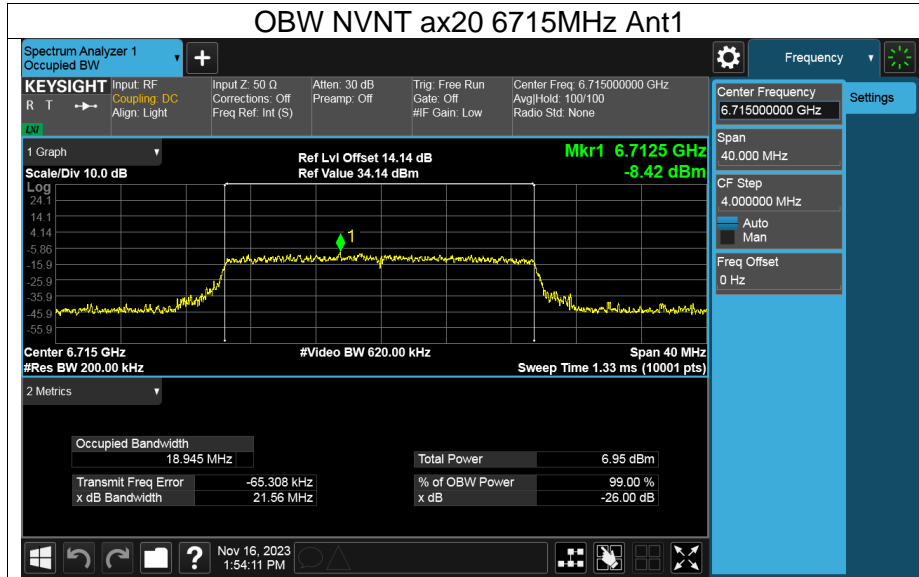 OBW NVNT ax20 6715MHz Ant1
Spectrum Analyzer 1
Occupied BW
+
Frequency
KEYSIGHT
R T
LXI
Input: RF
Coupling: DC
Align: Light
Input Z: 50 Ω
Corrections: Off
Freq Ref: Int (S)
Atten: 30 dB
Preamp: Off
Trig: Free Run
Gate: Off
#IF Gain: Low
Center Freq: 6.715000000 GHz
Avg|Hold: 100/100
Radio Std: None
Center Frequency
6.715000000 GHz
Settings
Span
40.000 MHz
CF Step
4.000000 MHz
Auto
Man
Freq Offset
0 Hz
1 Graph
Ref Lvl Offset 14.14 dB
Mkr1 6.7125 GHz
Scale/Div 10.0 dB
Ref Value 34.14 dBm
-8.42 dBm
Log
24.1
14.1
4.14
-5.86
-15.9
-25.9
-35.9
-45.9
-55.9
1
Center 6.715 GHz
#Video BW 620.00 kHz
Span 40 MHz
#Res BW 200.00 kHz
Sweep Time 1.33 ms (10001 pts)
2 Metrics
Occupied Bandwidth
18.945 MHz
Total Power 6.95 dBm
Transmit Freq Error -65.308 kHz
% of OBW Power 99.00 %
x dB Bandwidth 21.56 MHz
x dB -26.00 dB
?
Nov 16, 2023
1:54:11 PM